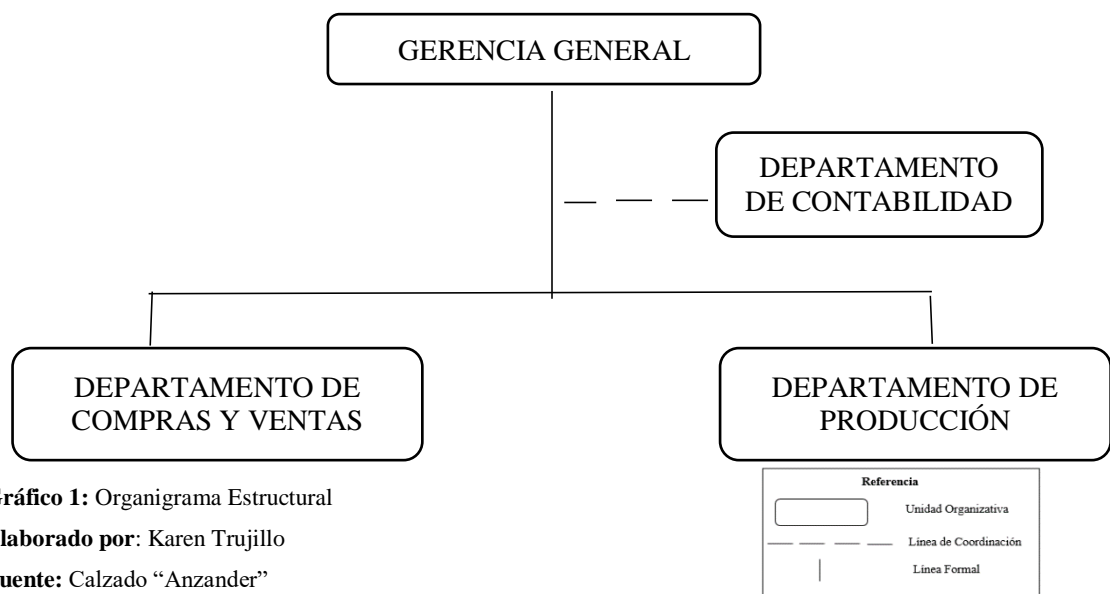 GERENCIA GENERAL
DEPARTAMENTO
DE CONTABILIDAD
DEPARTAMENTO DE
COMPRAS Y VENTAS
DEPARTAMENTO DE
PRODUCCIÓN
ráfico 1: Organigrama Estructural
laborado por: Karen Trujillo
uente: Calzado “Anzander”
Referencia
Unidad Organizativa
Línea de Coordinación
Línea Formal